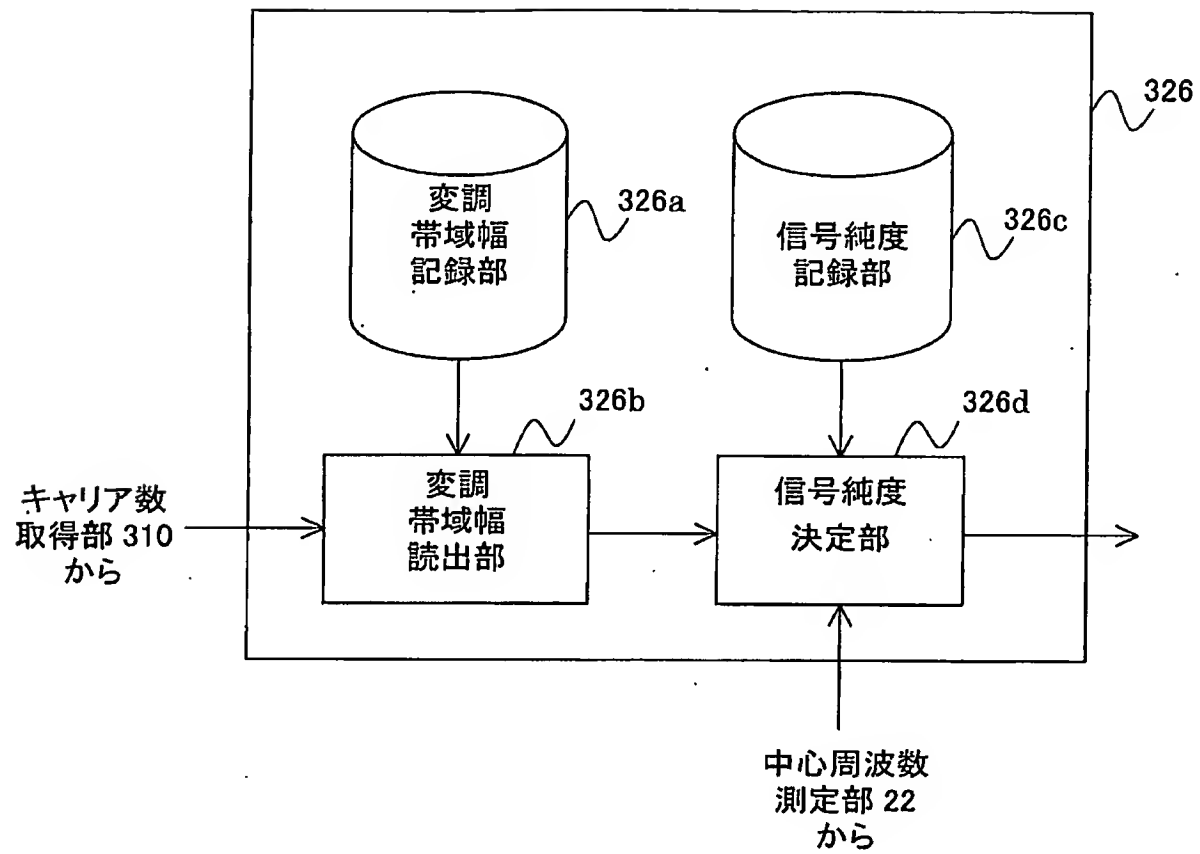 326
変調
帯域幅
記録部
326a
信号純度
記録部
326c
326b
326d
キャリア数
取得部 310
から
変調
帯域幅
読出部
信号純度
決定部
中心周波数
測定部 22
から